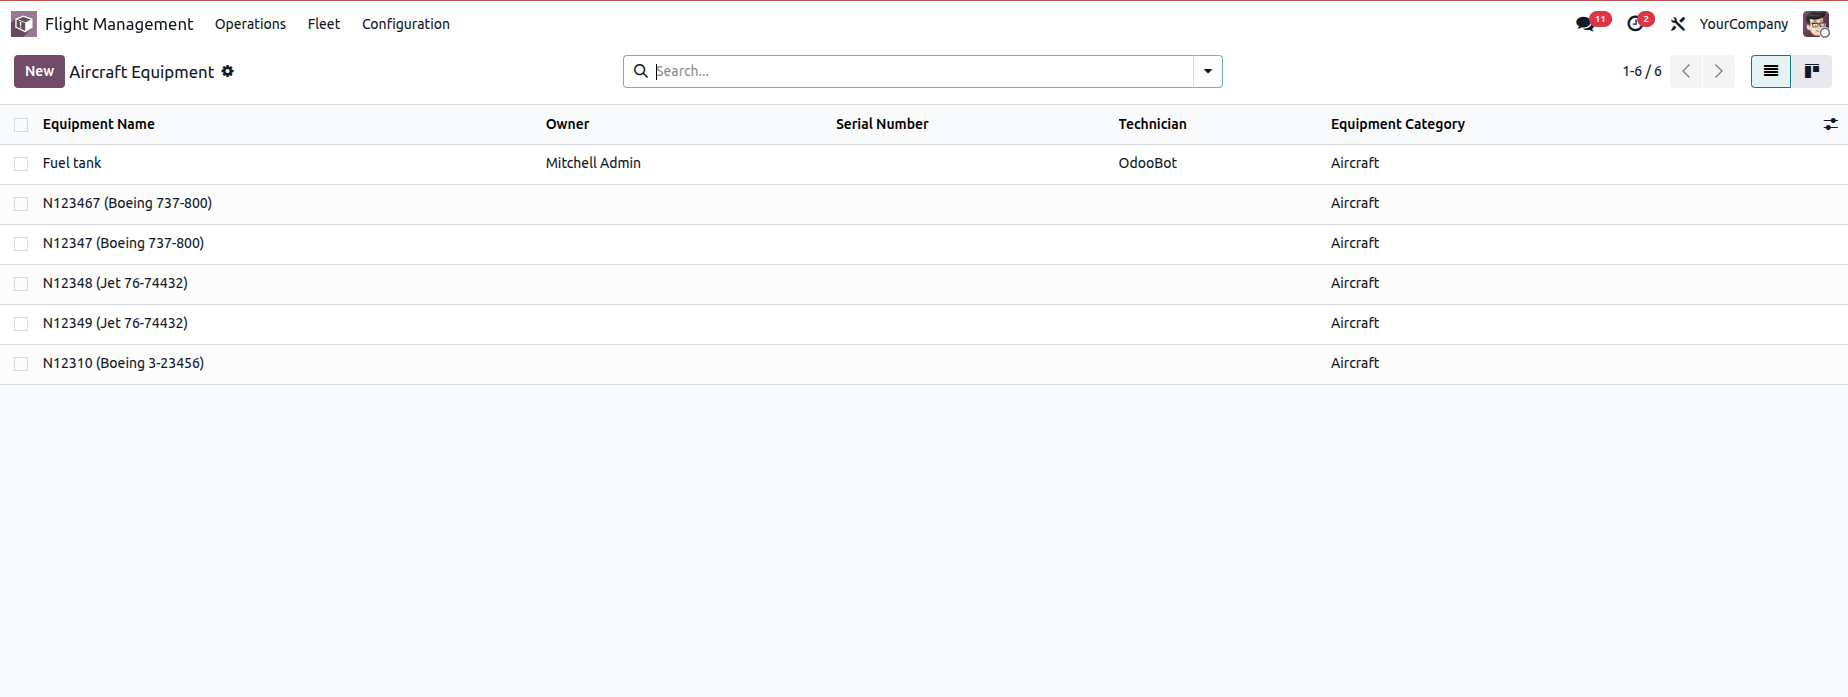 Flight Management Operations Fleet Configuration 11 2 YourCompany
New Aircraft Equipment Search... 1-6 / 6
Equipment Name Owner Serial Number Technician Equipment Category
Fuel tank Mitchell Admin OdooBot Aircraft
N123467 (Boeing 737-800) Aircraft
N12347 (Boeing 737-800) Aircraft
N12348 (Jet 76-74432) Aircraft
N12349 (Jet 76-74432) Aircraft
N12310 (Boeing 3-23456) Aircraft